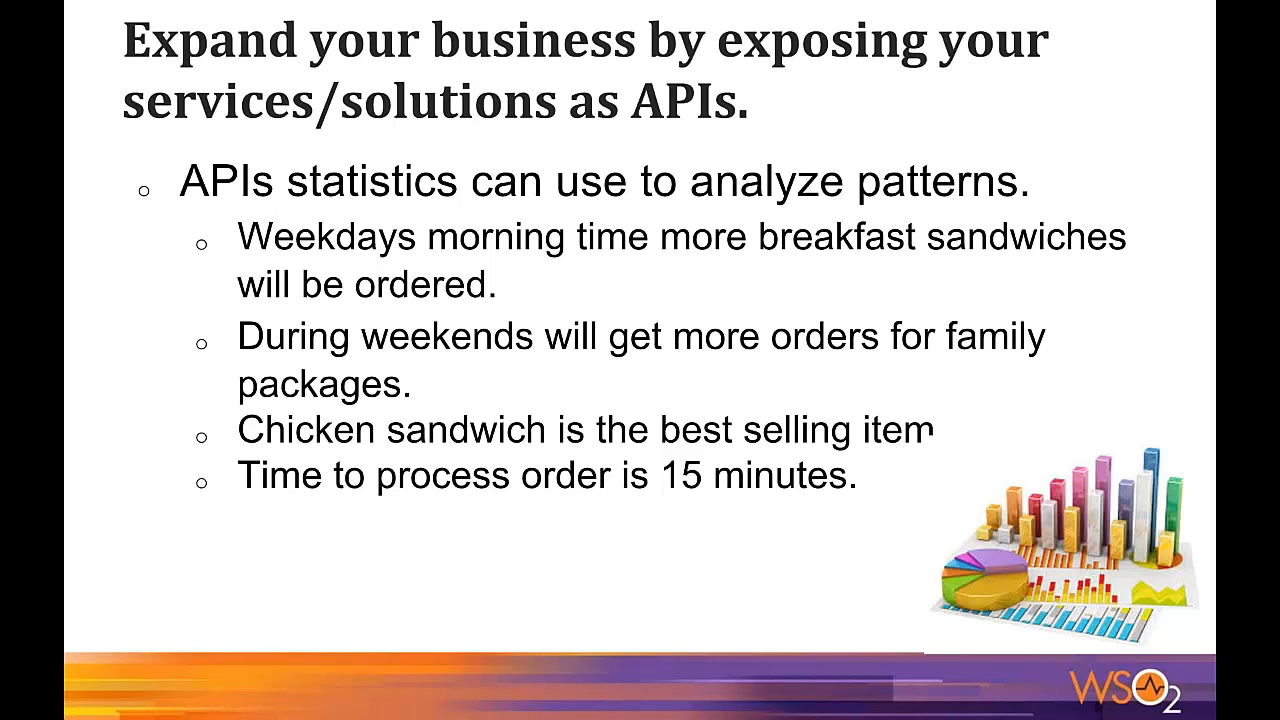 Expand your business by exposing your
services/solutions as APIs.
APIs statistics can use to analyze patterns.
Weekdays morning time more breakfast sandwiches
will be ordered.
During weekends will get more orders for family
packages.
Chicken sandwich is the best selling item
Time to process order is 15 minutes.
WSO2